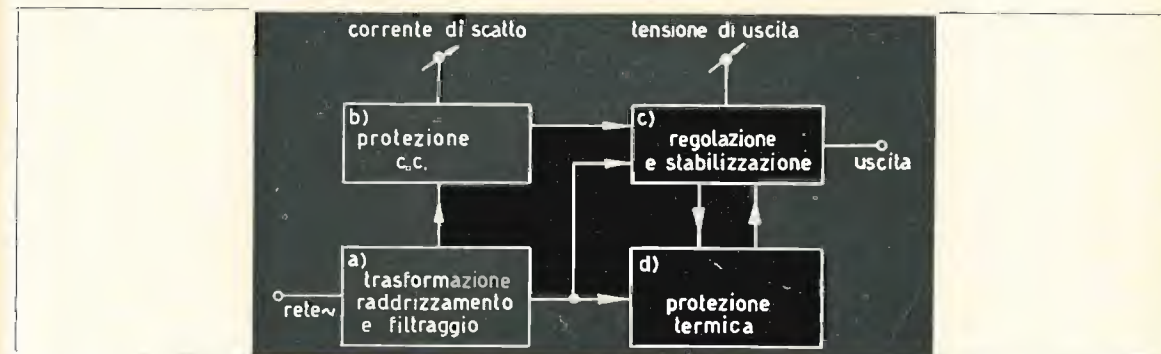 corrente di scatto
tensione di uscita
b)
protezione
c.c.
c)
regolazione
e stabilizzazione
uscita
a)
trasformazione
raddrizzamento
e filtraggio
rete~
d)
protezione
termica